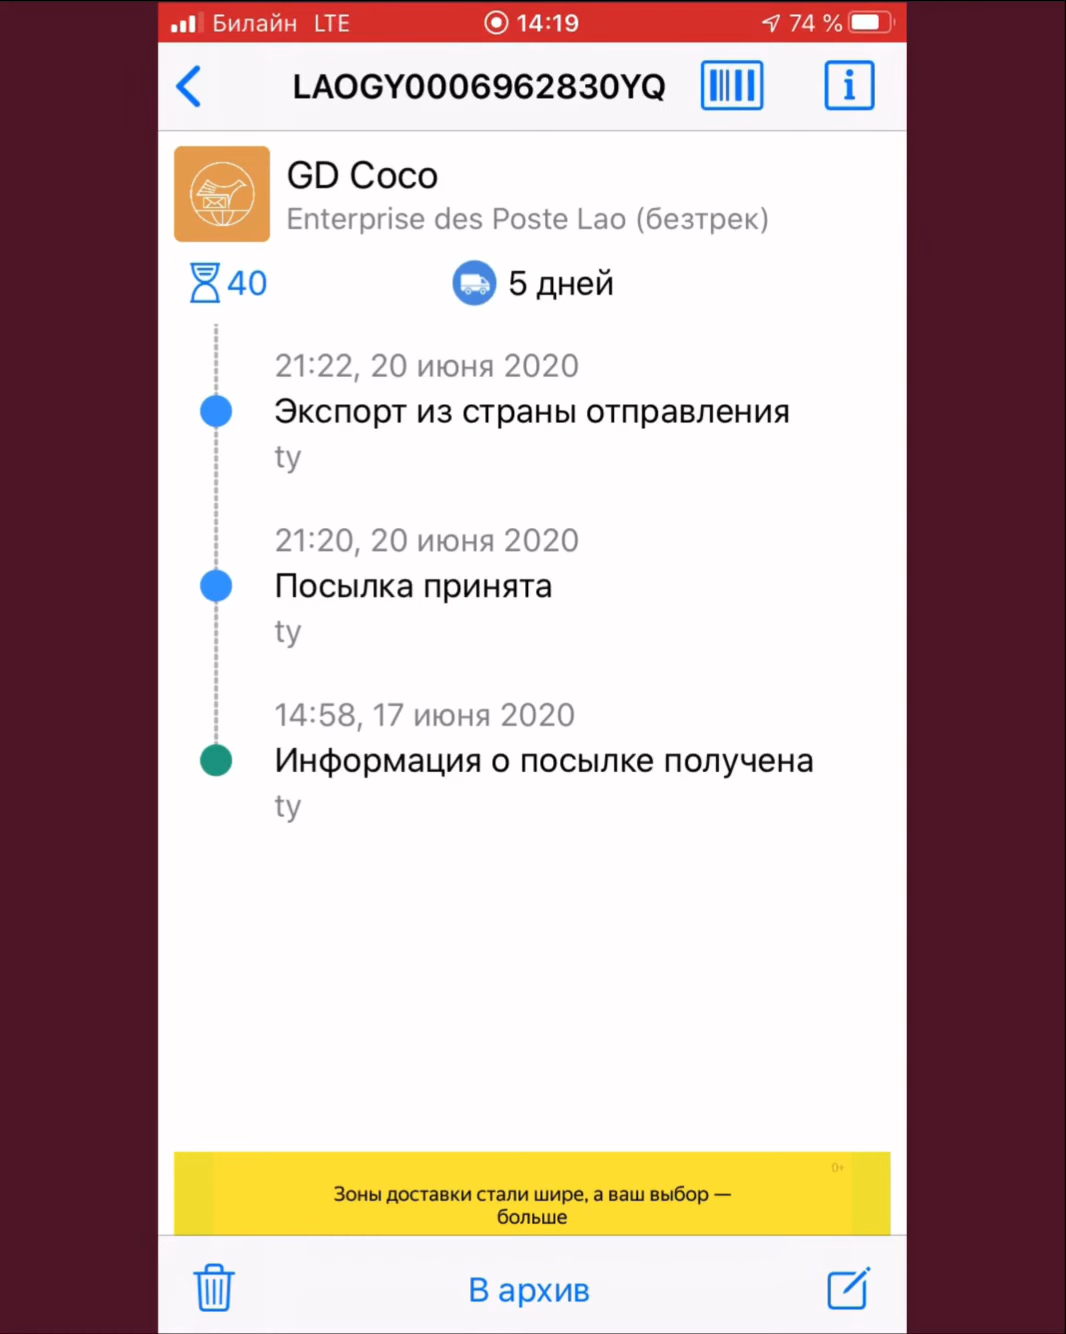 Билайн LTE 14:19 74 %
LAOGY0006962830YQ
GD Coco
Enterprise des Poste Lao (безтрек)
40 5 дней
21:22, 20 июня 2020
Экспорт из страны отправления
ty
21:20, 20 июня 2020
Посылка принята
ty
14:58, 17 июня 2020
Информация о посылке получена
ty
0+
Зоны доставки стали шире, а ваш выбор —
больше
В архив